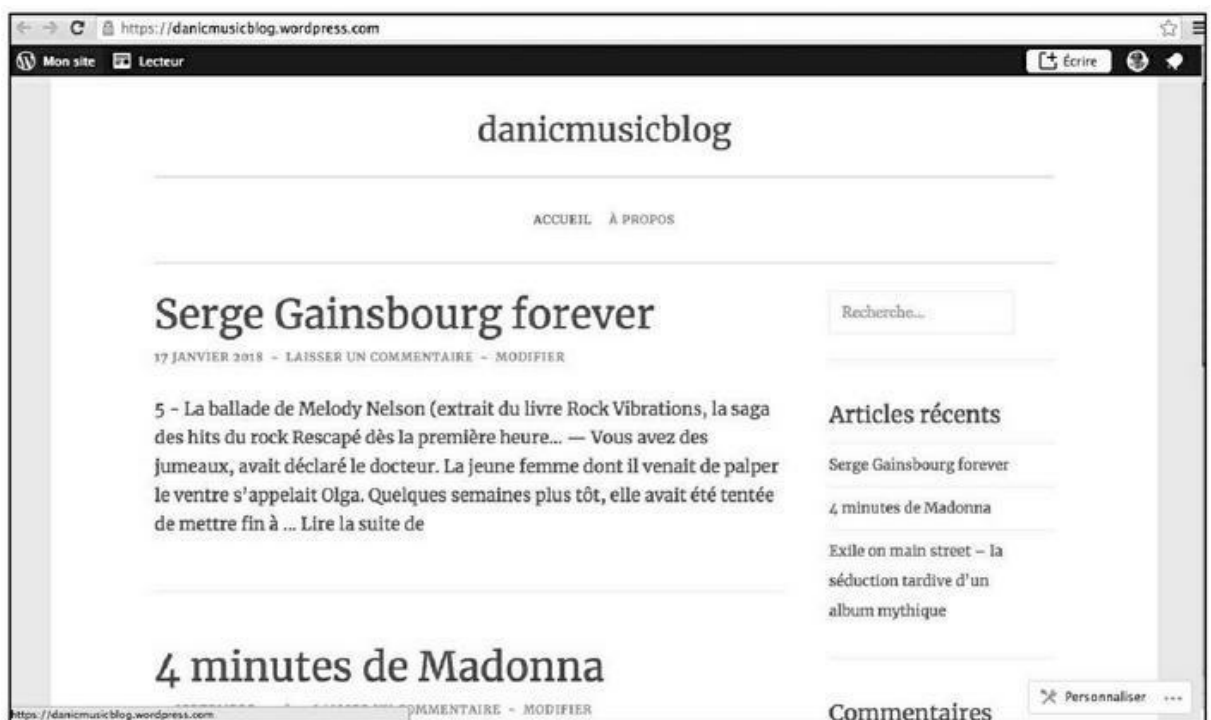 https://danicmusicblog.wordpress.com
Mon site Lecteur Écrire
danicmusicblog
ACCUEIL À PROPOS
Serge Gainsbourg forever
17 JANVIER 2018 ~ LAISSER UN COMMENTAIRE ~ MODIFIER
5 - La ballade de Melody Nelson (extrait du livre Rock Vibrations, la saga
des hits du rock Rescapé dès la première heure... — Vous avez des
jumeaux, avait déclaré le docteur. La jeune femme dont il venait de palper
le ventre s'appelait Olga. Quelques semaines plus tôt, elle avait été tentée
de mettre fin à ... Lire la suite de
4 minutes de Madonna
MMENTAIRE ~ MODIFIER
Recherche...
Articles récents
Serge Gainsbourg forever
4 minutes de Madonna
Exile on main street – la
séduction tardive d'un
album mythique
Commentaires
Personnaliser ...
https://danicmusicblog.wordpress.com